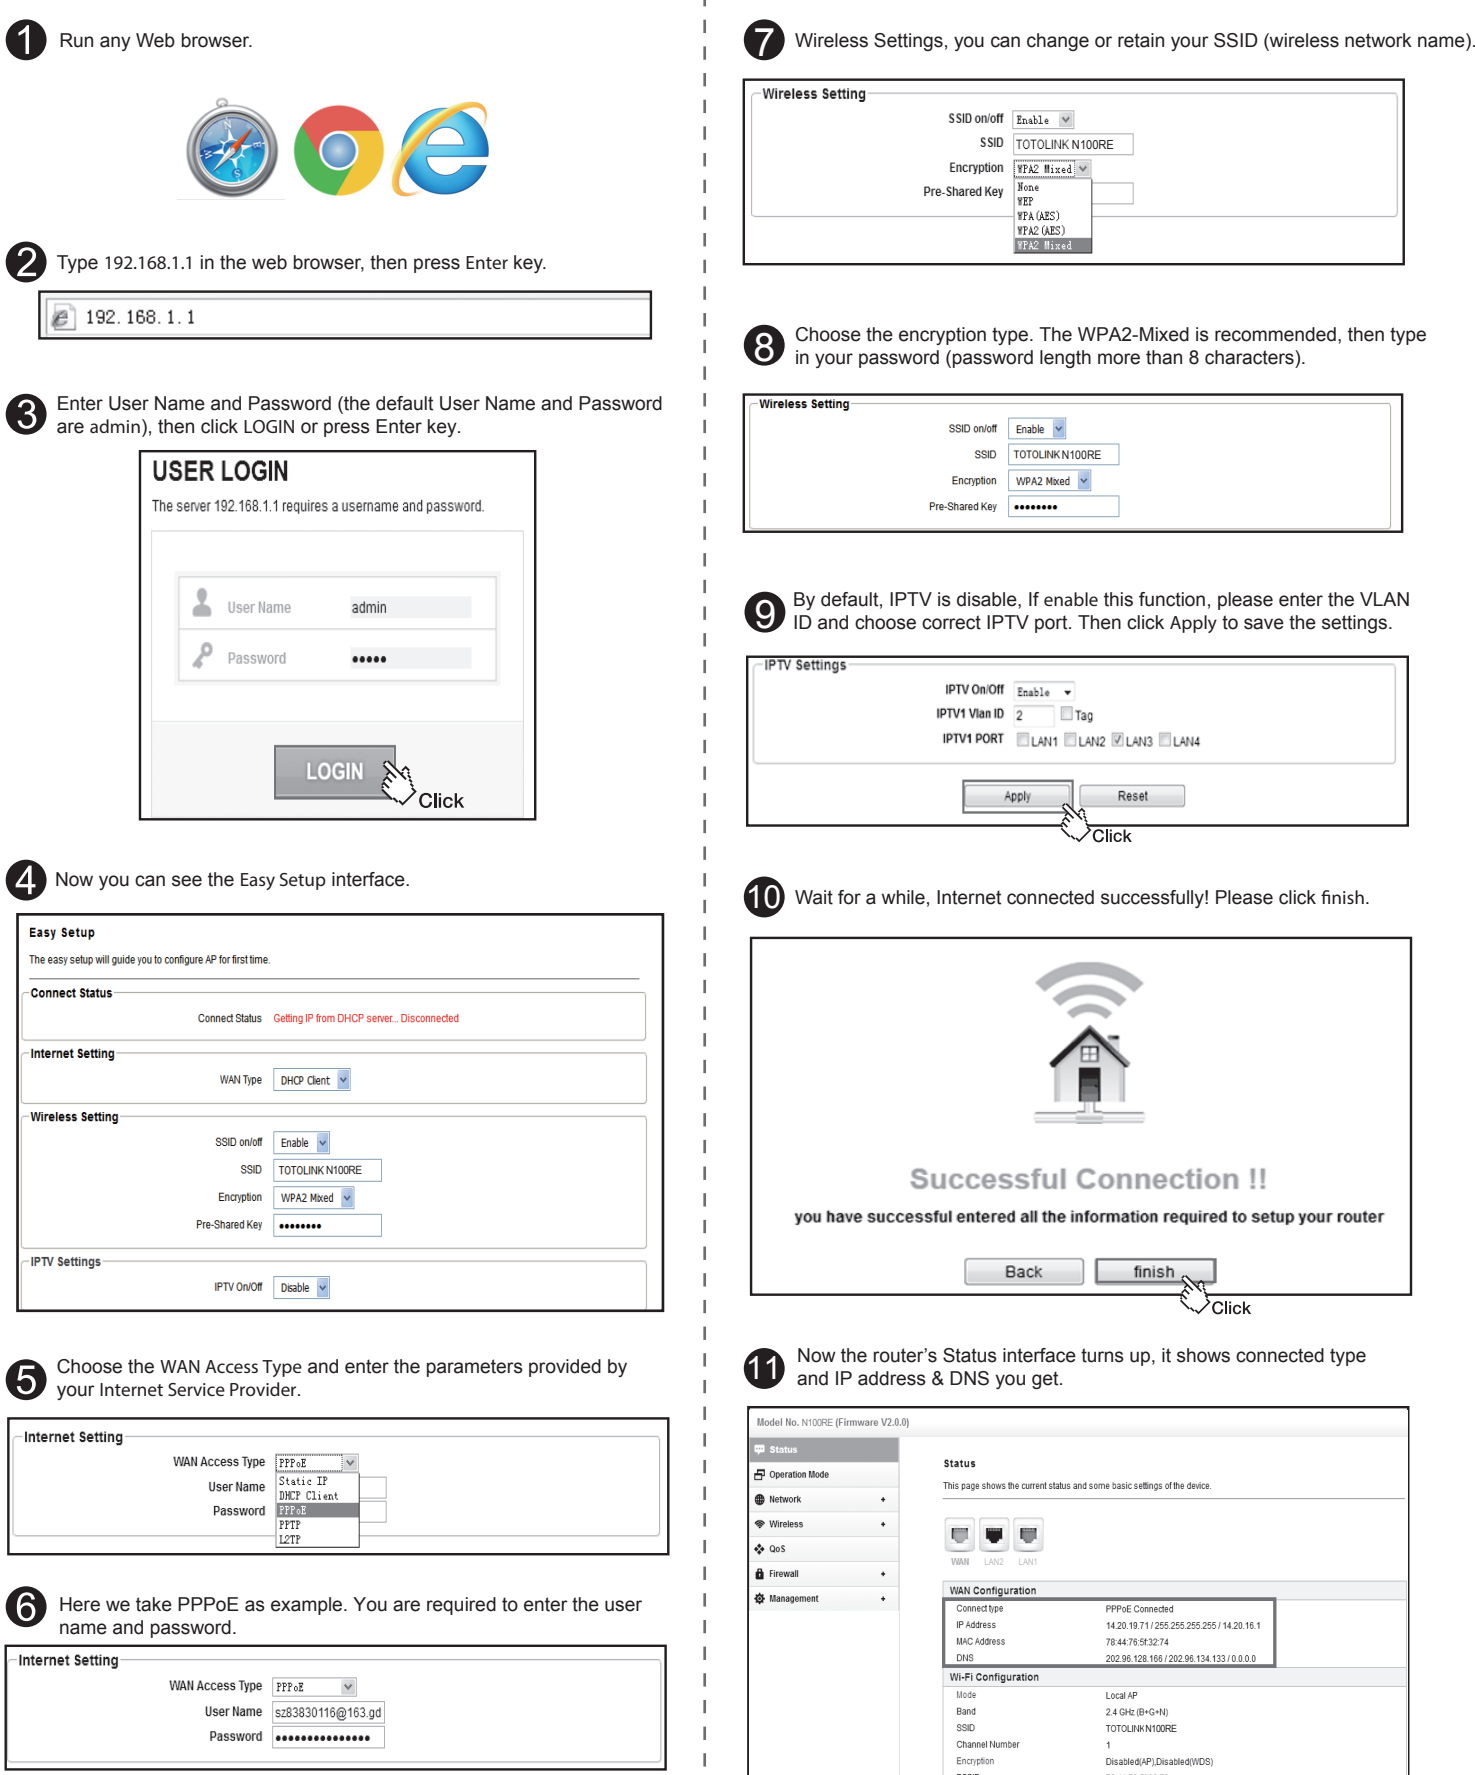 1 Run any Web browser.
2 Type 192.168.1.1 in the web browser, then press Enter key.
192.168.1.1
3 Enter User Name and Password (the default User Name and Password
are admin), then click LOGIN or press Enter key.
USER LOGIN
The server 192.168.1.1 requires a username and password.
User Name admin
Password •••••
LOGIN
Click
4 Now you can see the Easy Setup interface.
Easy Setup
The easy setup will guide you to configure AP for first time.
Connect Status
Connect Status Getting IP from DHCP server... Disconnected
Internet Setting
WAN Type DHCP Client
Wireless Setting
SSID on/off Enable
SSID TOTOLINK N100RE
Encryption WPA2 Mixed
Pre-Shared Key ••••••••
IPTV Settings
IPTV On/Off Disable
5 Choose the WAN Access Type and enter the parameters provided by
your Internet Service Provider.
Internet Setting
WAN Access Type PPPoE
User Name
Password
Static IP
DHCP Client
PPPoE
PPTP
L2TP
6 Here we take PPPoE as example. You are required to enter the user
name and password.
Internet Setting
WAN Access Type PPPoE
User Name sz83830116@163.gd
Password •••••••••••••••
7 Wireless Settings, you can change or retain your SSID (wireless network name).
Wireless Setting
SSID on/off Enable
SSID TOTOLINK N100RE
Encryption WPA2 Mixed
Pre-Shared Key
None
WEP
WPA(AES)
WPA2(AES)
WPA2 Mixed
8 Choose the encryption type. The WPA2-Mixed is recommended, then type
in your password (password length more than 8 characters).
Wireless Setting
SSID on/off Enable
SSID TOTOLINK N100RE
Encryption WPA2 Mixed
Pre-Shared Key ••••••••
9 By default, IPTV is disable, If enable this function, please enter the VLAN
ID and choose correct IPTV port. Then click Apply to save the settings.
IPTV Settings
IPTV On/Off Enable
IPTV1 Vlan ID 2 Tag
IPTV1 PORT LAN1 LAN2 LAN3 LAN4
Apply Reset
Click
10 Wait for a while, Internet connected successfully! Please click finish.
Successful Connection !!
you have successful entered all the information required to setup your router
Back finish
Click
11 Now the router's Status interface turns up, it shows connected type
and IP address & DNS you get.
Model No. N100RE (Firmware V2.0.0)
Status
Operation Mode
Network +
Wireless +
QoS
Firewall +
Management +
Status
This page shows the current status and some basic settings of the device.
WAN LAN2 LAN1
WAN Configuration
Connect type PPPoE Connected
IP Address 14.20.19.71 / 255.255.255.255 / 14.20.16.1
MAC Address 78:44:76:5f:32:74
DNS 202.96.128.166 / 202.96.134.133 / 0.0.0.0
Wi-Fi Configuration
Mode Local AP
Band 2.4 GHz (B+G+N)
SSID TOTOLINK N100RE
Channel Number 1
Encryption Disabled(AP),Disabled(WDS)